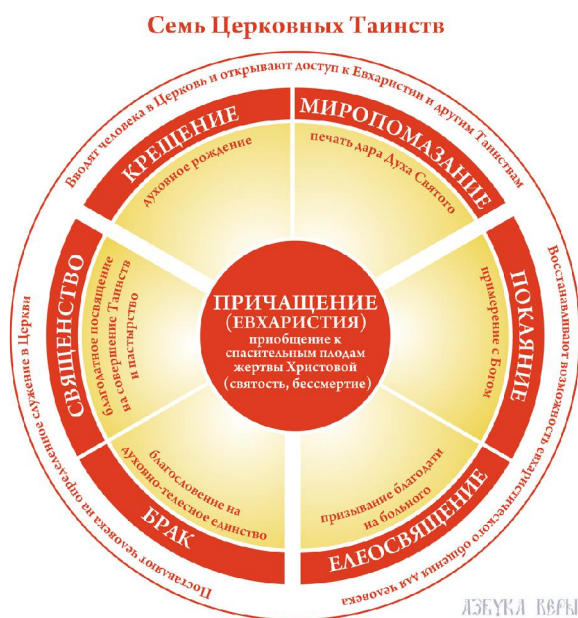 Семь Церковных Таинств
Вводят человека в Церковь и открывают доступ к Евхаристии и другим Таинствам
КРЕЩЕНИЕ
духовное рождение
МИРОПОМАЗАНИЕ
печать дара Духа Святого
Восстанавливают возможность евхаристического общения для человека
ПОКАЯНИЕ
примирение с Богом
ЕЛЕОСВЯЩЕНИЕ
призывание благодати
на больного
Поставляют человека на определенное служение в Церкви
БРАК
благословение на
духовно-телесное единство
СВЯЩЕНСТВО
благодатное посвящение
на совершение Таинств
и пастырство
ПРИЧАЩЕНИЕ
(ЕВХАРИСТИЯ)
приобщение к
спасительным плодам
жертвы Христовой
(святость, бессмертие)
АЗБУКА ВЕРЫ